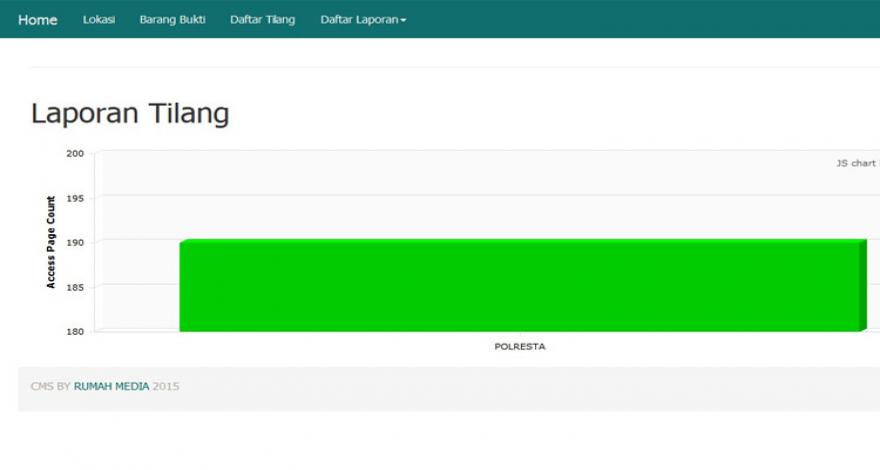 Home Lokasi Barang Bukti Daftar Tilang Daftar Laporan
Laporan Tilang
JS chart
Access Page Count
200
195
190
185
180
POLRESTA
CMS BY RUMAH MEDIA 2015